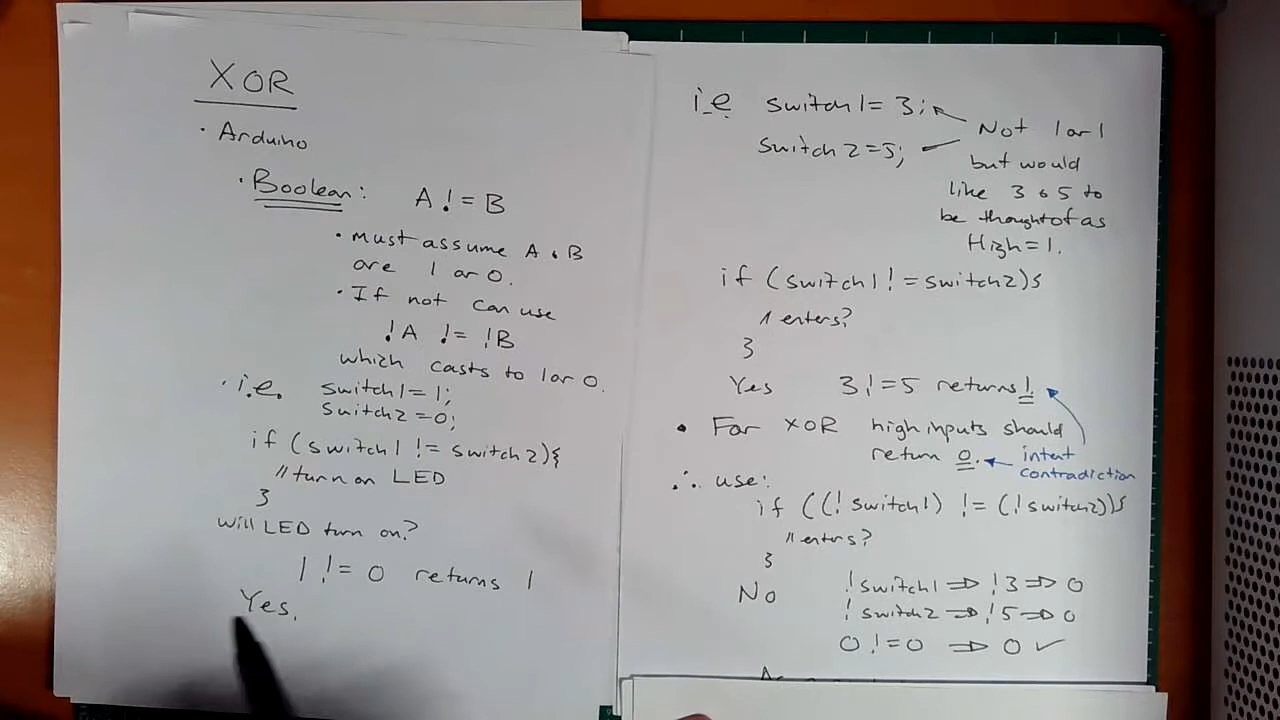 XOR
· Arduino
· Boolean: A != B
· must assume A & B
are 1 or 0.
· If not can use
!A != !B
which casts to 1 or 0.
· i.e. switch1 = 1;
switch2 = 0;
if (switch1 != switch2){
//turn on LED
}
will LED turn on?
1 != 0 returns 1
Yes.
i.e switch1 = 3;
switch2 = 5;
Not 1 or 1
but would
like 3 & 5 to
be thought of as
High = 1.
if (switch1 != switch2){
// enters?
}
Yes 3 != 5 returns 1
• For XOR high inputs should
return 0. ← intent
contradiction
∴ use:
if ((!switch1) != (!switch2)){
// enters?
}
No !switch1 ⇒ !3 ⇒ 0
!switch2 ⇒ !5 ⇒ 0
0 != 0 ⇒ 0 ✓